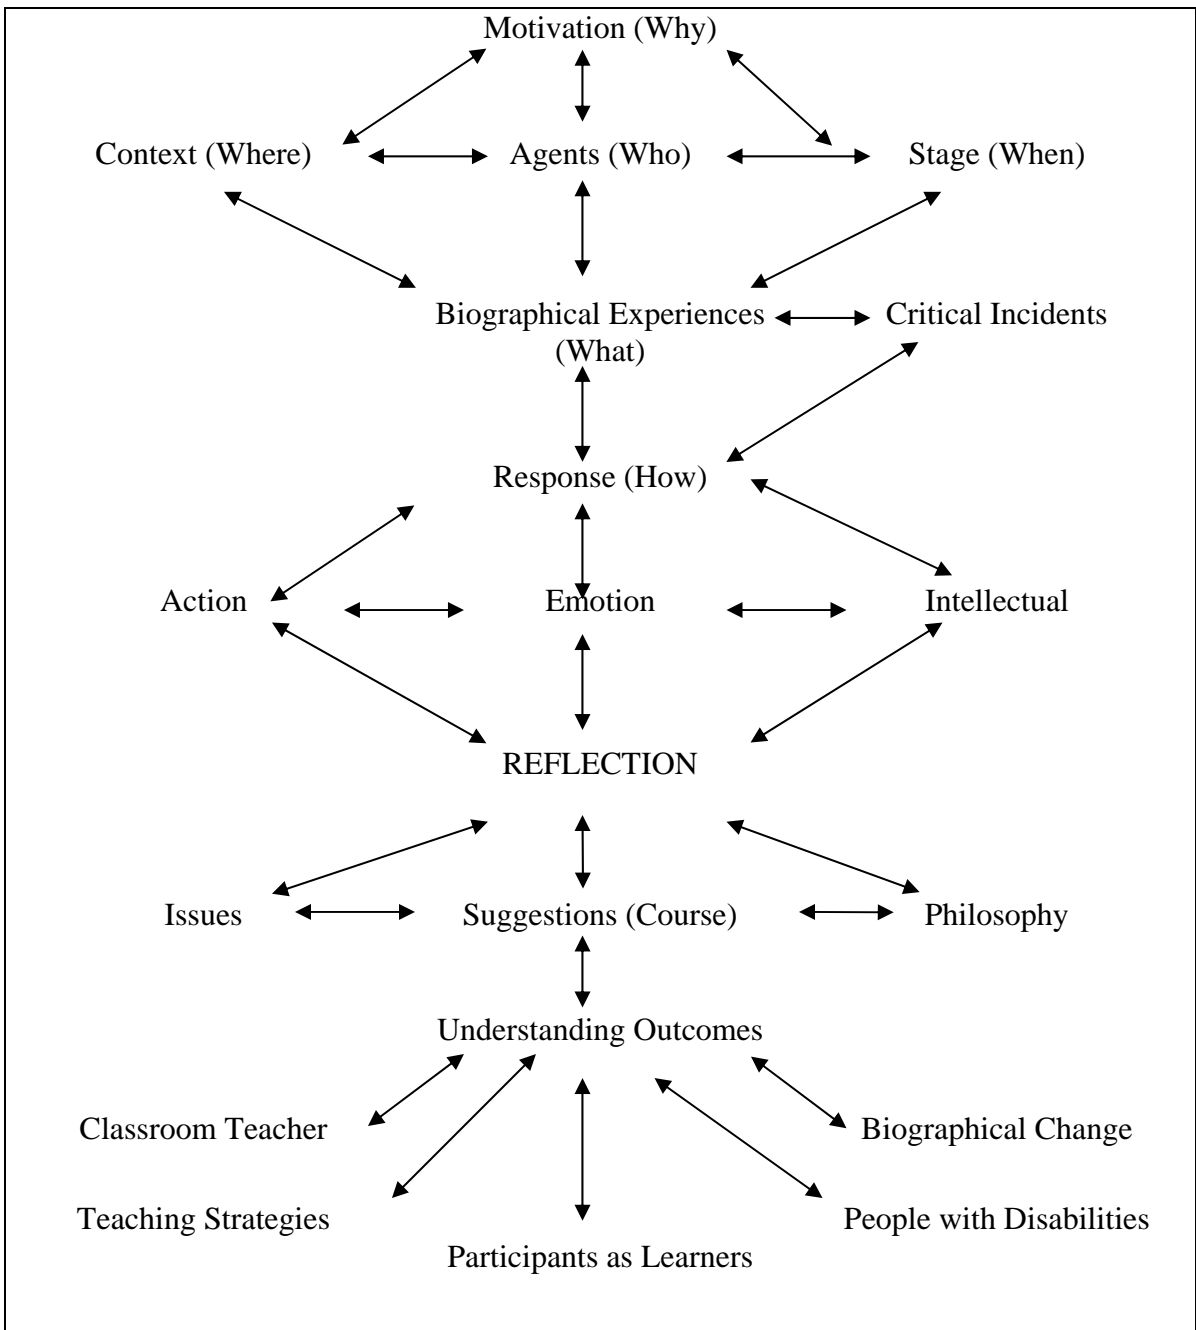 Motivation (Why)
Context (Where)
Agents (Who)
Stage (When)
Biographical Experiences
(What)
Critical Incidents
Response (How)
Action
Emotion
Intellectual
REFLECTION
Issues
Suggestions (Course)
Philosophy
Understanding Outcomes
Classroom Teacher
Biographical Change
Teaching Strategies
People with Disabilities
Participants as Learners